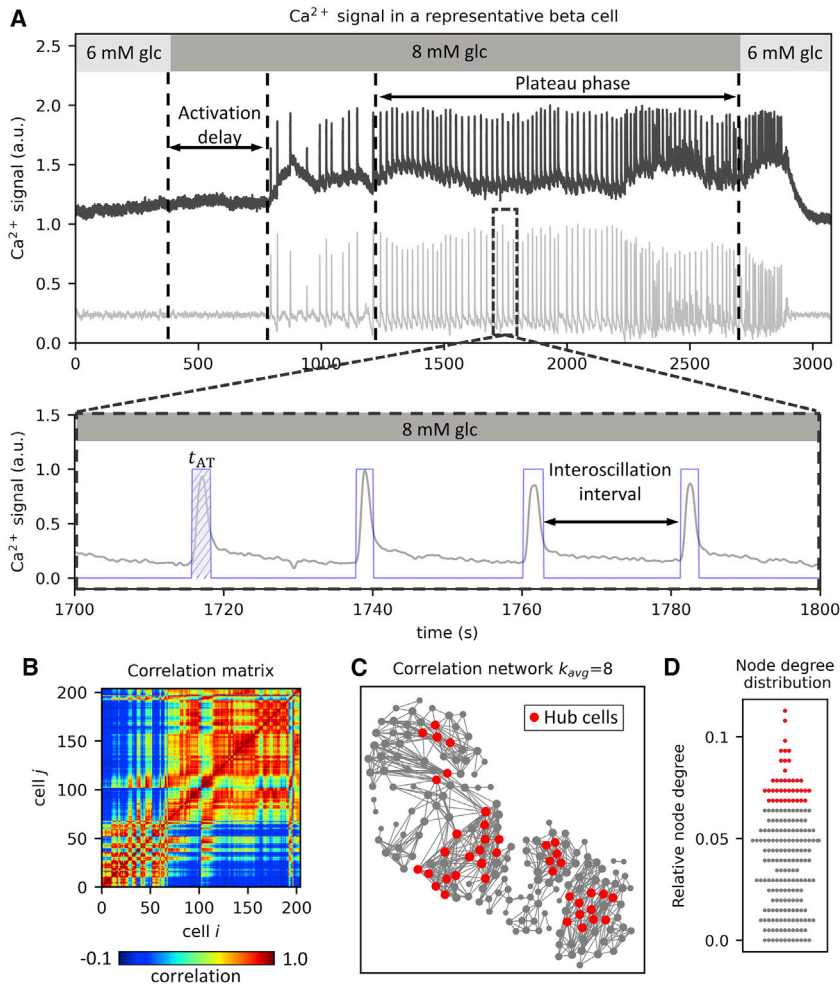 A
Ca²⁺ signal in a representative beta cell
6 mM glc
8 mM glc
6 mM glc
Activation
delay
Plateau phase
Ca²⁺ signal (a.u.)
2.5
2.0
1.5
1.0
0.5
0.0
0
500
1000
1500
2000
2500
3000
8 mM glc
tAT
Interoscillation
interval
Ca²⁺ signal (a.u.)
1.5
1.0
0.5
0.0
1700
1720
1740
1760
1780
1800
time (s)
B
Correlation matrix
cell j
200
150
100
50
0
0
50
100
150
200
cell i
-0.1
1.0
correlation
C
Correlation network kavg=8
Hub cells
D
Node degree
distribution
Relative node degree
0.1
0.05
0.0